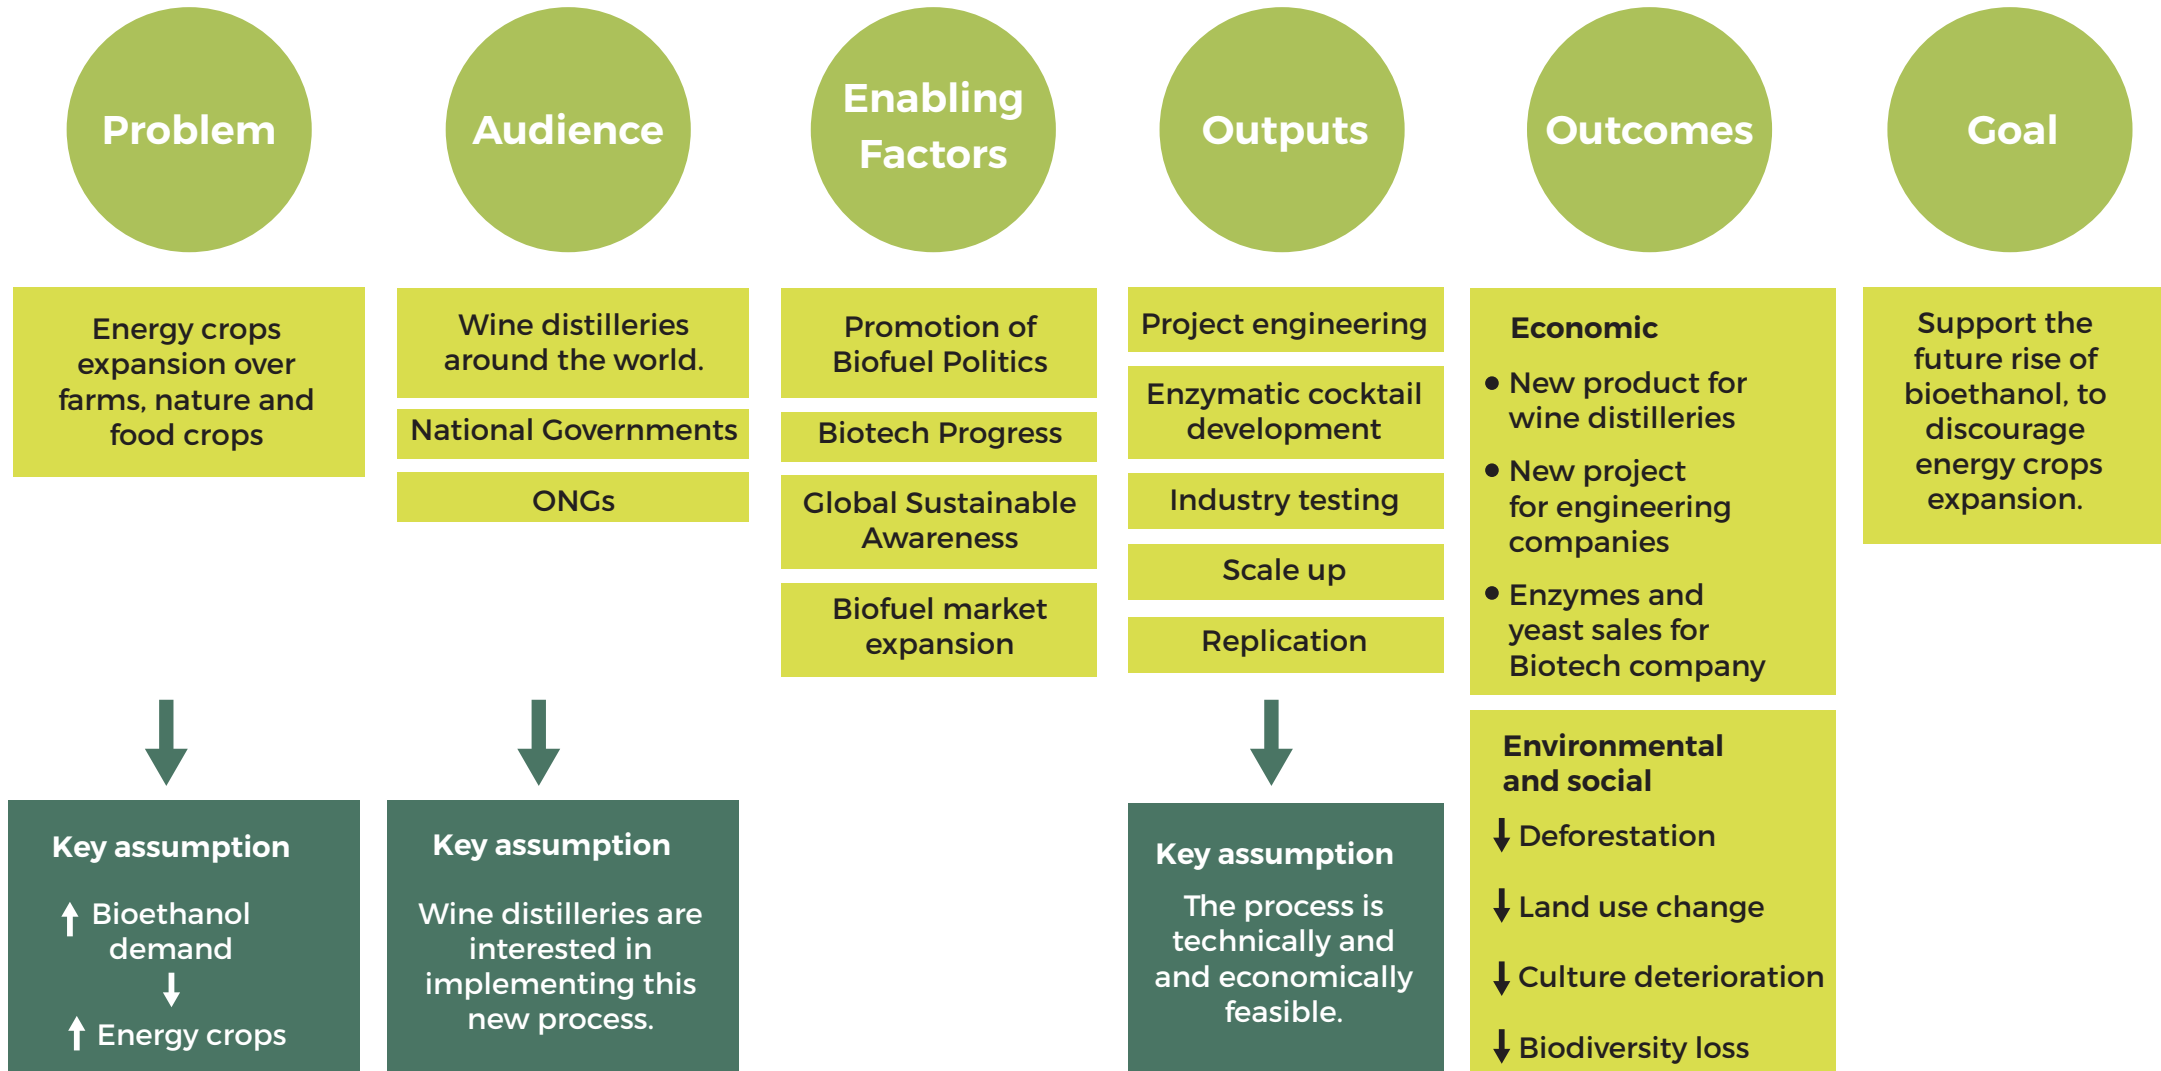 Problem
Audience
Enabling
Factors
Outputs
Outcomes
Goal
Energy crops
expansion over
farms, nature and
food crops
Wine distilleries
around the world.
National Governments
ONGs
Promotion of
Biofuel Politics
Biotech Progress
Global Sustainable
Awareness
Biofuel market
expansion
Project engineering
Enzymatic cocktail
development
Industry testing
Scale up
Replication
Economic
● New product for
wine distilleries
● New project
for engineering
companies
● Enzymes and
yeast sales for
Biotech company
Environmental
and social
↓ Deforestation
↓ Land use change
↓ Culture deterioration
↓ Biodiversity loss
Support the
future rise of
bioethanol, to
discourage
energy crops
expansion.
Key assumption
↑ Bioethanol
demand
↓
↑ Energy crops
Key assumption
Wine distilleries are
interested in
implementing this
new process.
Key assumption
The process is
technically and
and economically
feasible.